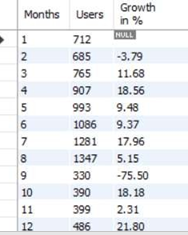 Months Users Growth in %
1 712 NULL
2 685 -3.79
3 765 11.68
4 907 18.56
5 993 9.48
6 1086 9.37
7 1281 17.96
8 1347 5.15
9 330 -75.50
10 390 18.18
11 399 2.31
12 486 21.80